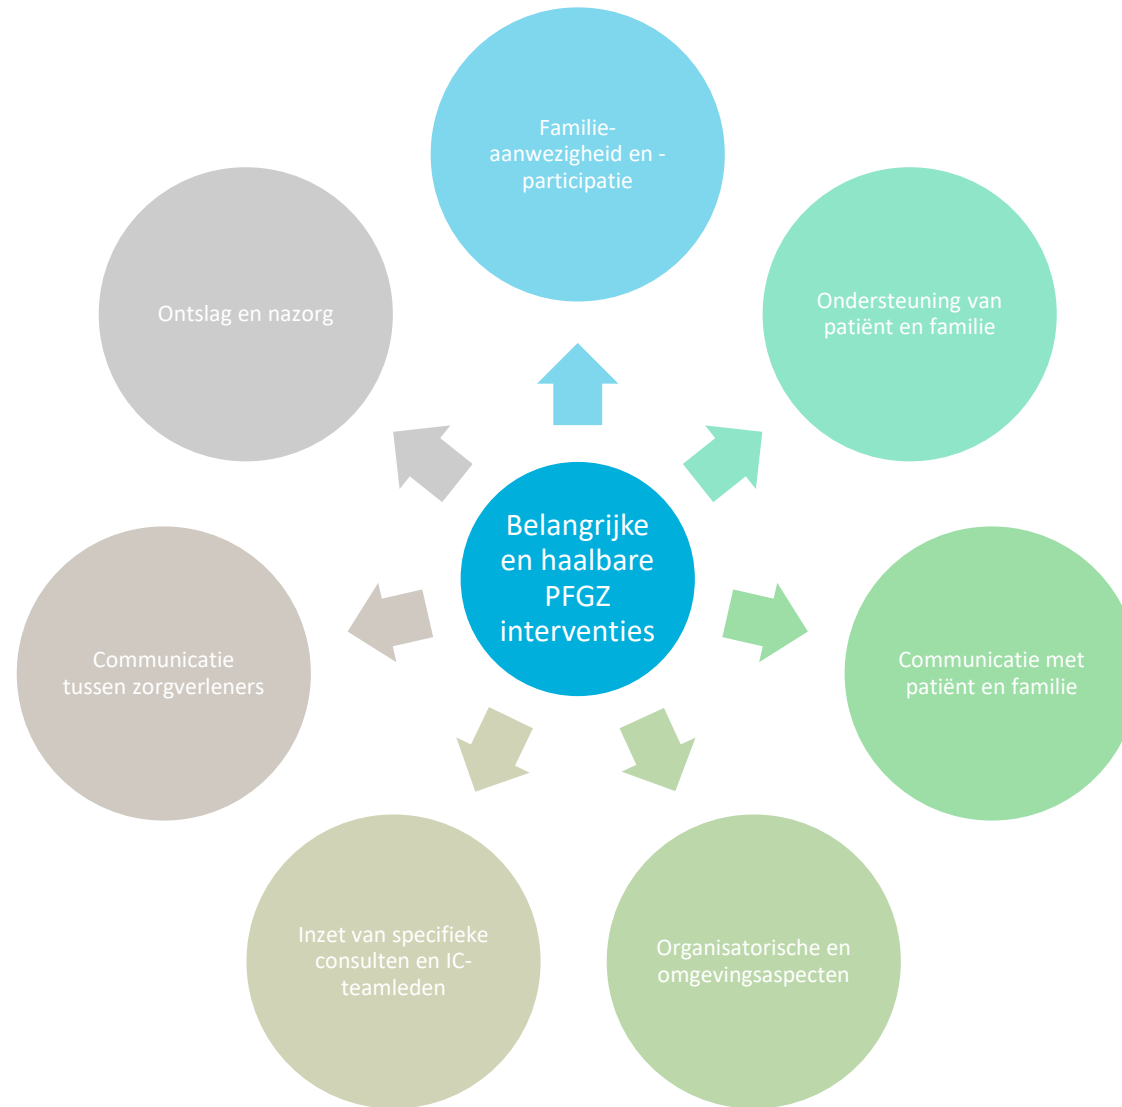 Familie-
aanwezigheid en -
participatie
Ondersteuning van
patiënt en familie
Communicatie met
patiënt en familie
Organisatorische en
omgevingsaspecten
Inzet van specifieke
consulten en IC-
teamleden
Communicatie
tussen zorgverleners
Ontslag en nazorg
Belangrijke
en haalbare
PFGZ
interventies